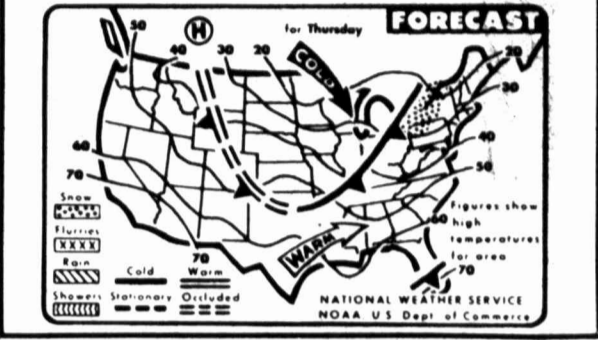 FORECAST
for Thursday
50
H
40
30
20
COLD
20
30
40
60
50
70
60
70
70
WARM
Figures show
high
temperatures
for area
Snow
Flurries
Rain
Showers
Cold
Warm
Stationary
Occluded
NATIONAL WEATHER SERVICE
NOAA US Dept of Commerce